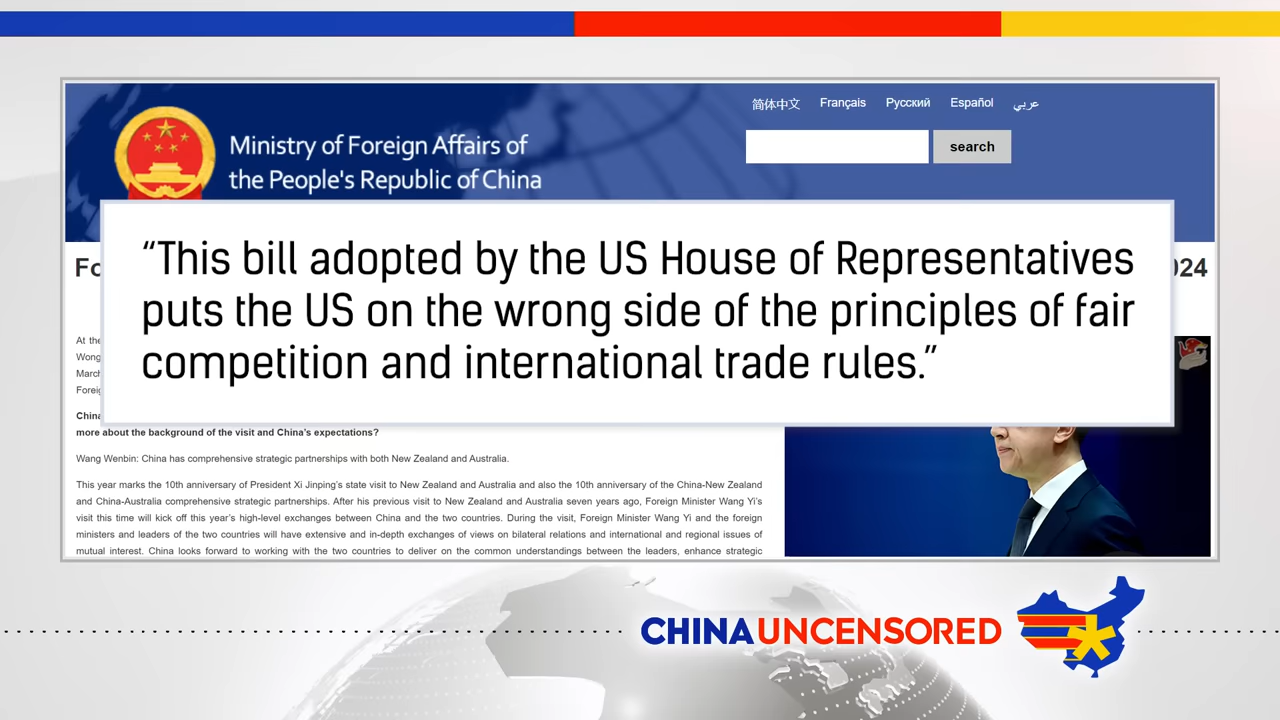 简体中文 Français Русский Español عربي
search
Ministry of Foreign Affairs of
the People's Republic of China
“This bill adopted by the US House of Representatives
puts the US on the wrong side of the principles of fair
competition and international trade rules.”
At the
Wong
March
Foreig
China
more about the background of the visit and China’s expectations?
Wang Wenbin: China has comprehensive strategic partnerships with both New Zealand and Australia.
This year marks the 10th anniversary of President Xi Jinping’s state visit to New Zealand and Australia and also the 10th anniversary of the China-New Zealand
and China-Australia comprehensive strategic partnerships. After his previous visit to New Zealand and Australia seven years ago, Foreign Minister Wang Yi’s
visit this time will kick off this year’s high-level exchanges between China and the two countries. During the visit, Foreign Minister Wang Yi and the foreign
ministers and leaders of the two countries will have extensive and in-depth exchanges of views on bilateral relations and international and regional issues of
mutual interest. China looks forward to working with the two countries to deliver on the common understandings between the leaders, enhance strategic
CHINA UNCENSORED